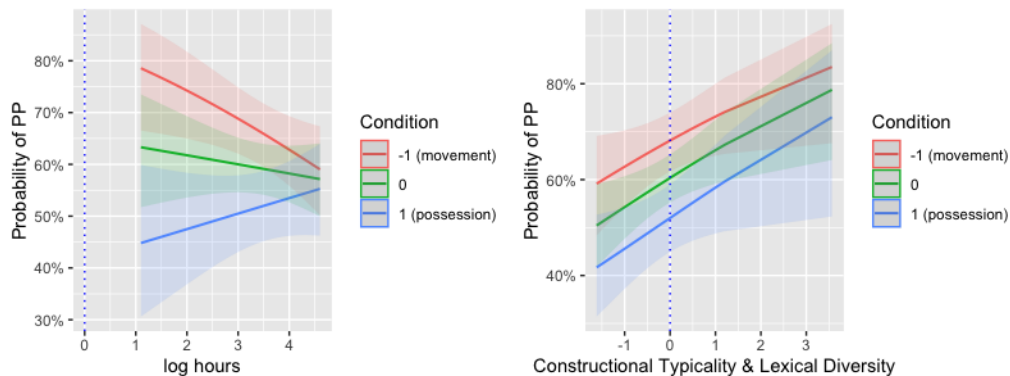 Probability of PP
80%
70%
60%
50%
40%
30%
0
1
2
3
4
log hours
Condition
-1 (movement)
0
1 (possession)
Probability of PP
80%
60%
40%
-1
0
1
2
3
Constructional Typicality & Lexical Diversity
Condition
-1 (movement)
0
1 (possession)